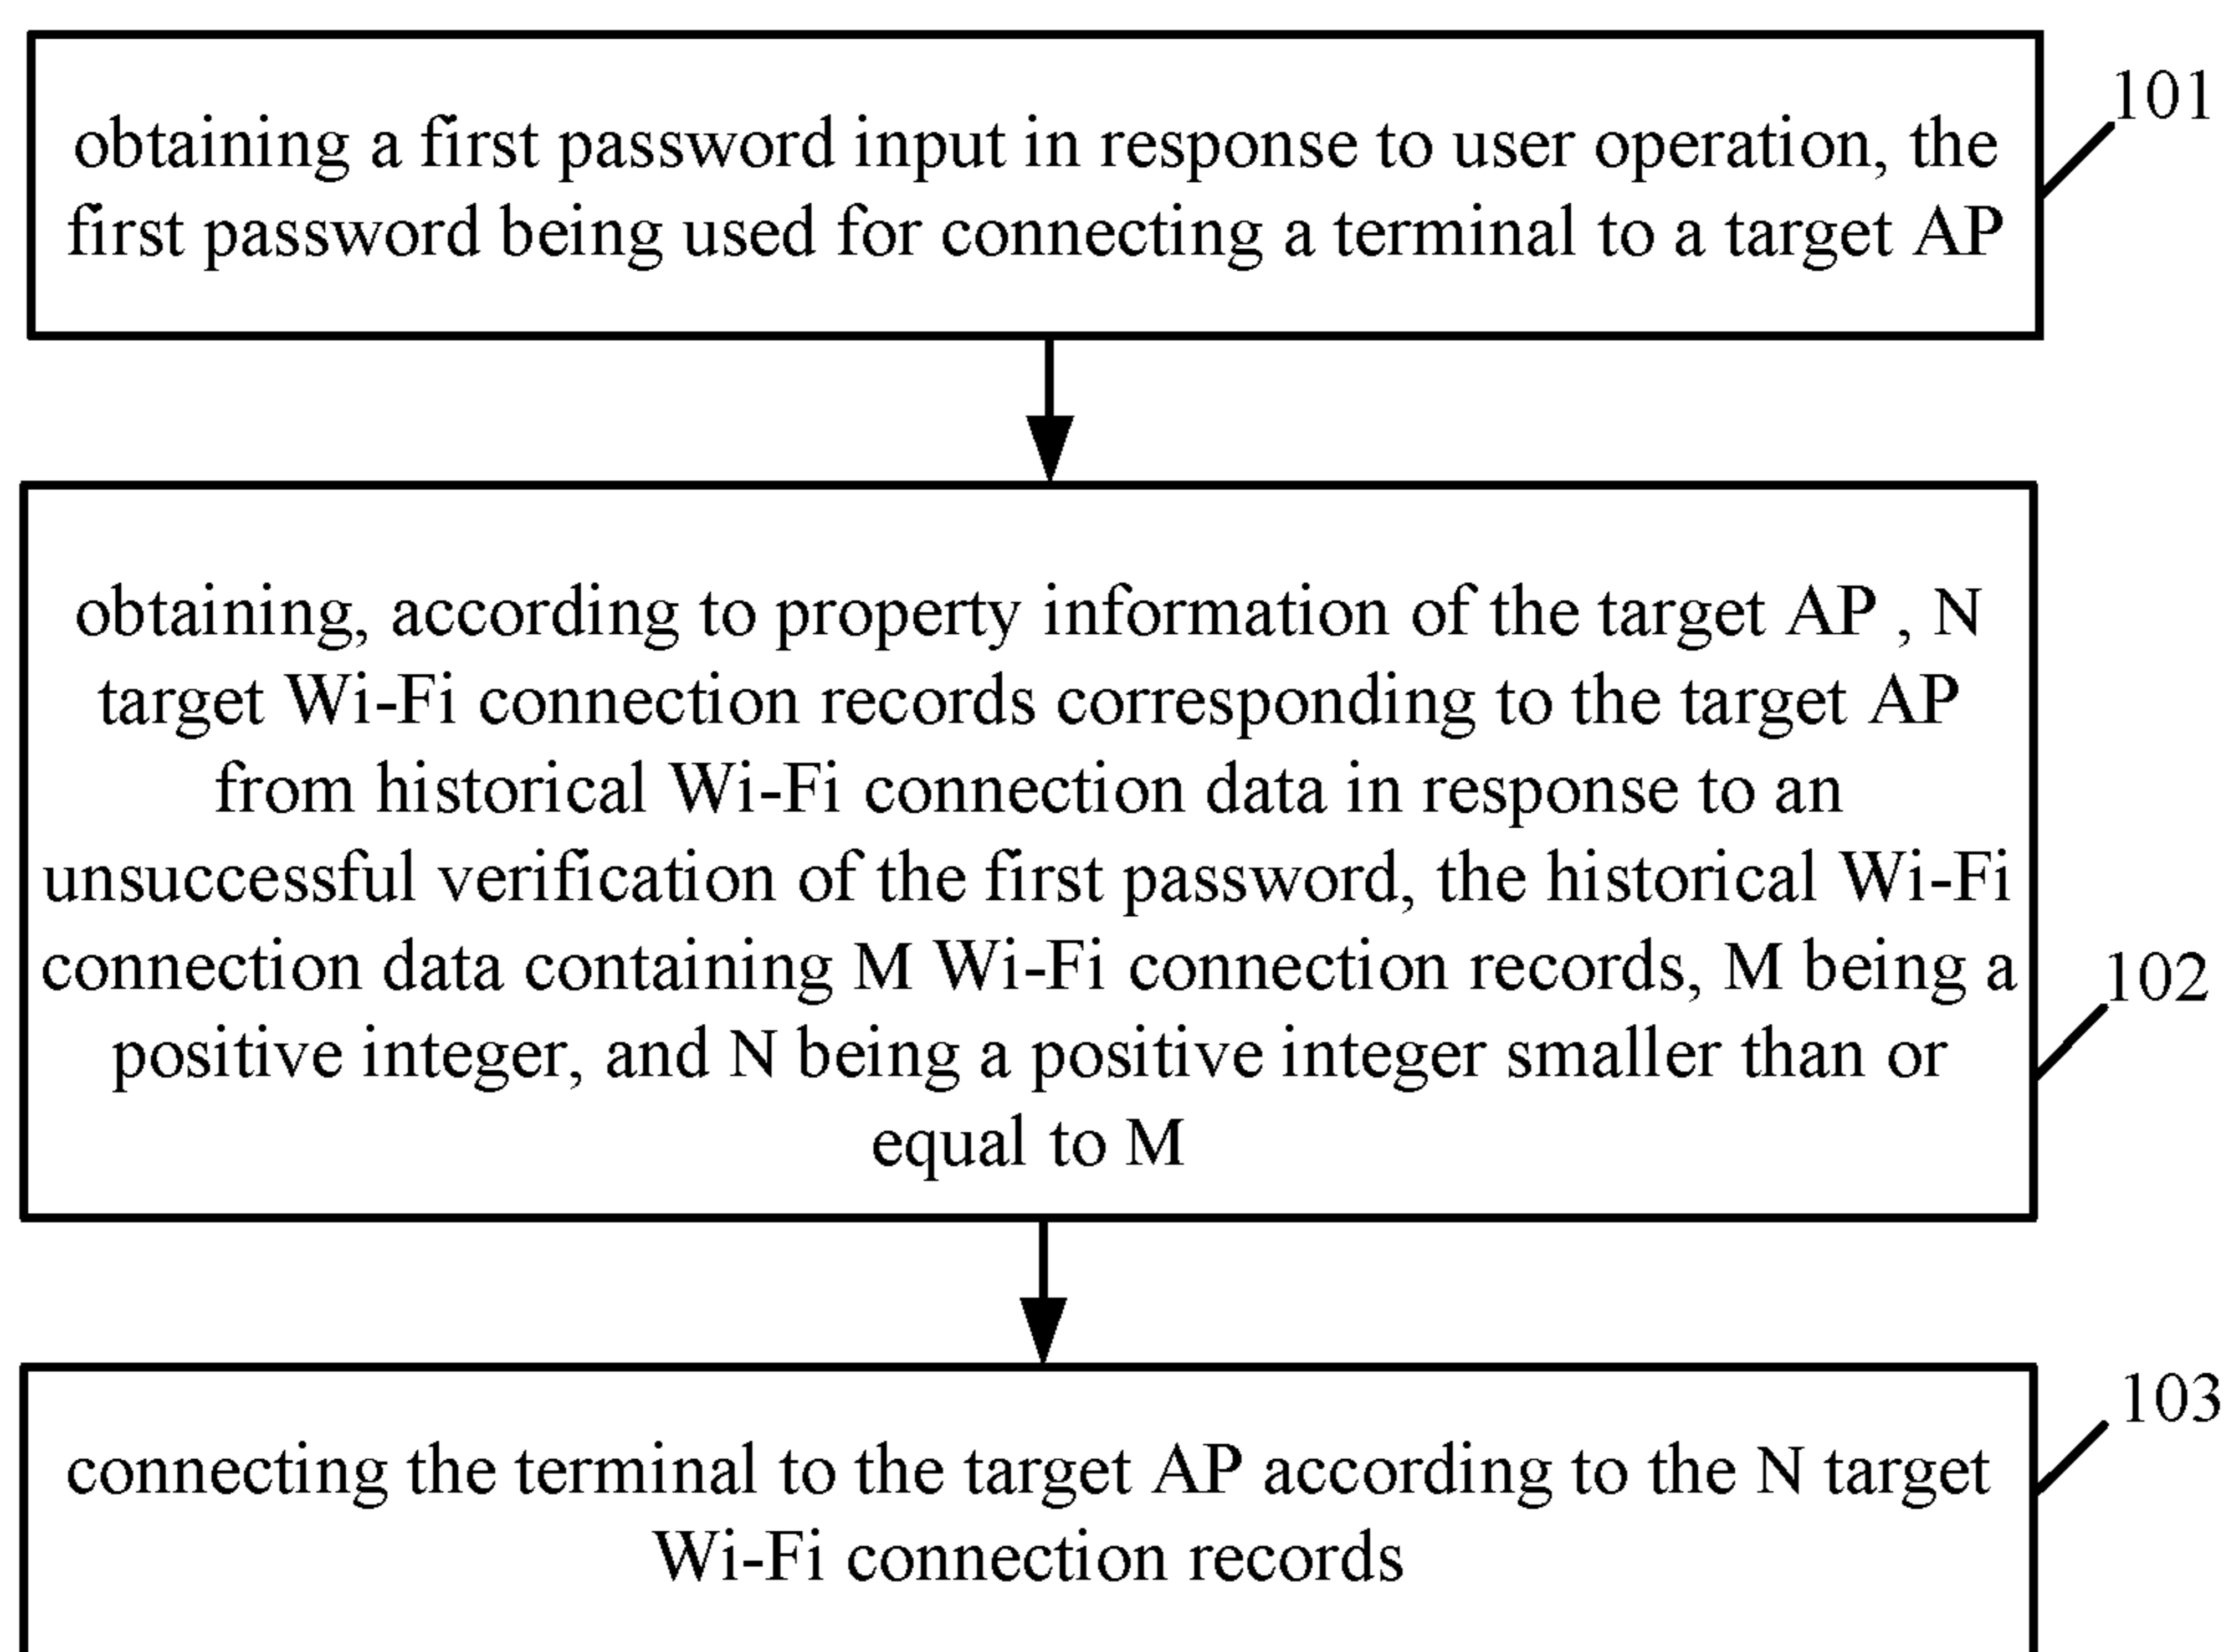 obtaining a first password input in response to user operation, the
first password being used for connecting a terminal to a target AP
101
obtaining, according to property information of the target AP , N
target Wi-Fi connection records corresponding to the target AP
from historical Wi-Fi connection data in response to an
unsuccessful verification of the first password, the historical Wi-Fi
connection data containing M Wi-Fi connection records, M being a
positive integer, and N being a positive integer smaller than or
equal to M
102
connecting the terminal to the target AP according to the N target
Wi-Fi connection records
103